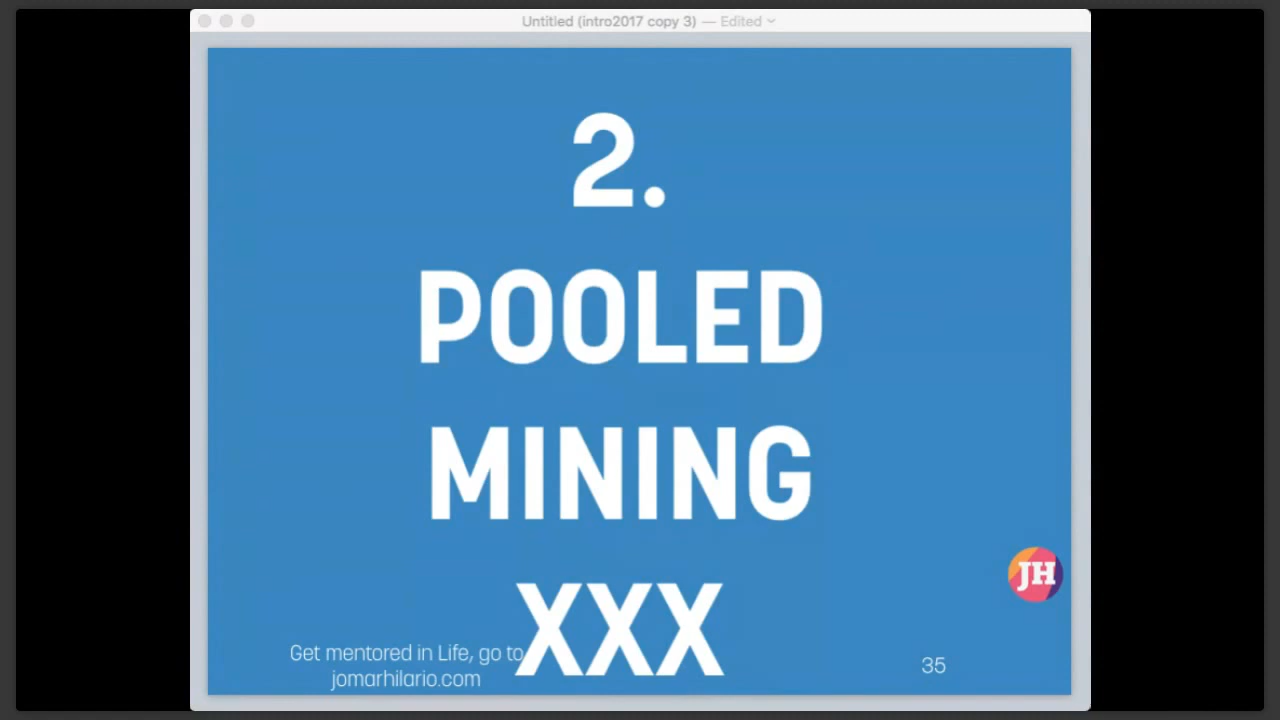 Untitled (intro2017 copy 3) — Edited
2.
POOLED
MINING
XXX
JH
Get mentored in Life, go to
jomarhilario.com
35